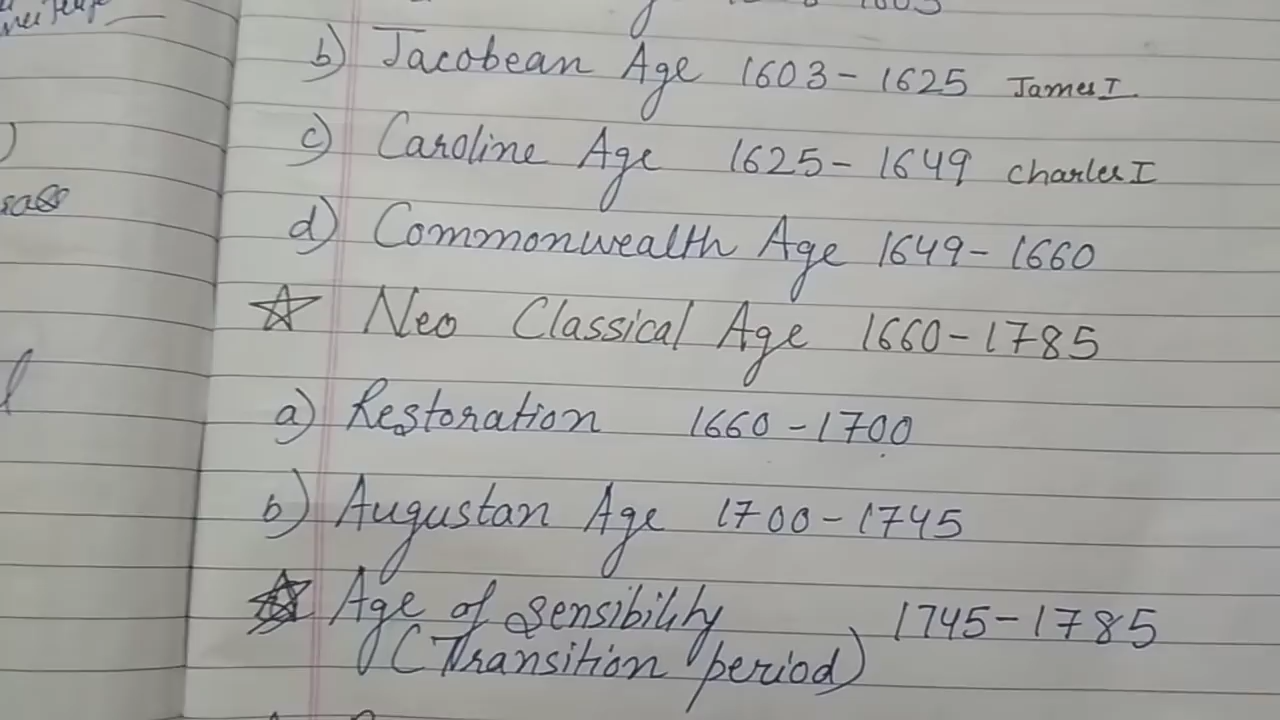 1603
b) Jacobean Age 1603 - 1625 James I
c) Caroline Age 1625 - 1649 Charles I
d) Commonwealth Age 1649 - 1660
☆ Neo Classical Age 1660 - 1785
a) Restoration 1660 - 1700
b) Augustan Age 1700 - 1745
☆ Age of Sensibility 1745 - 1785
(Transition period)